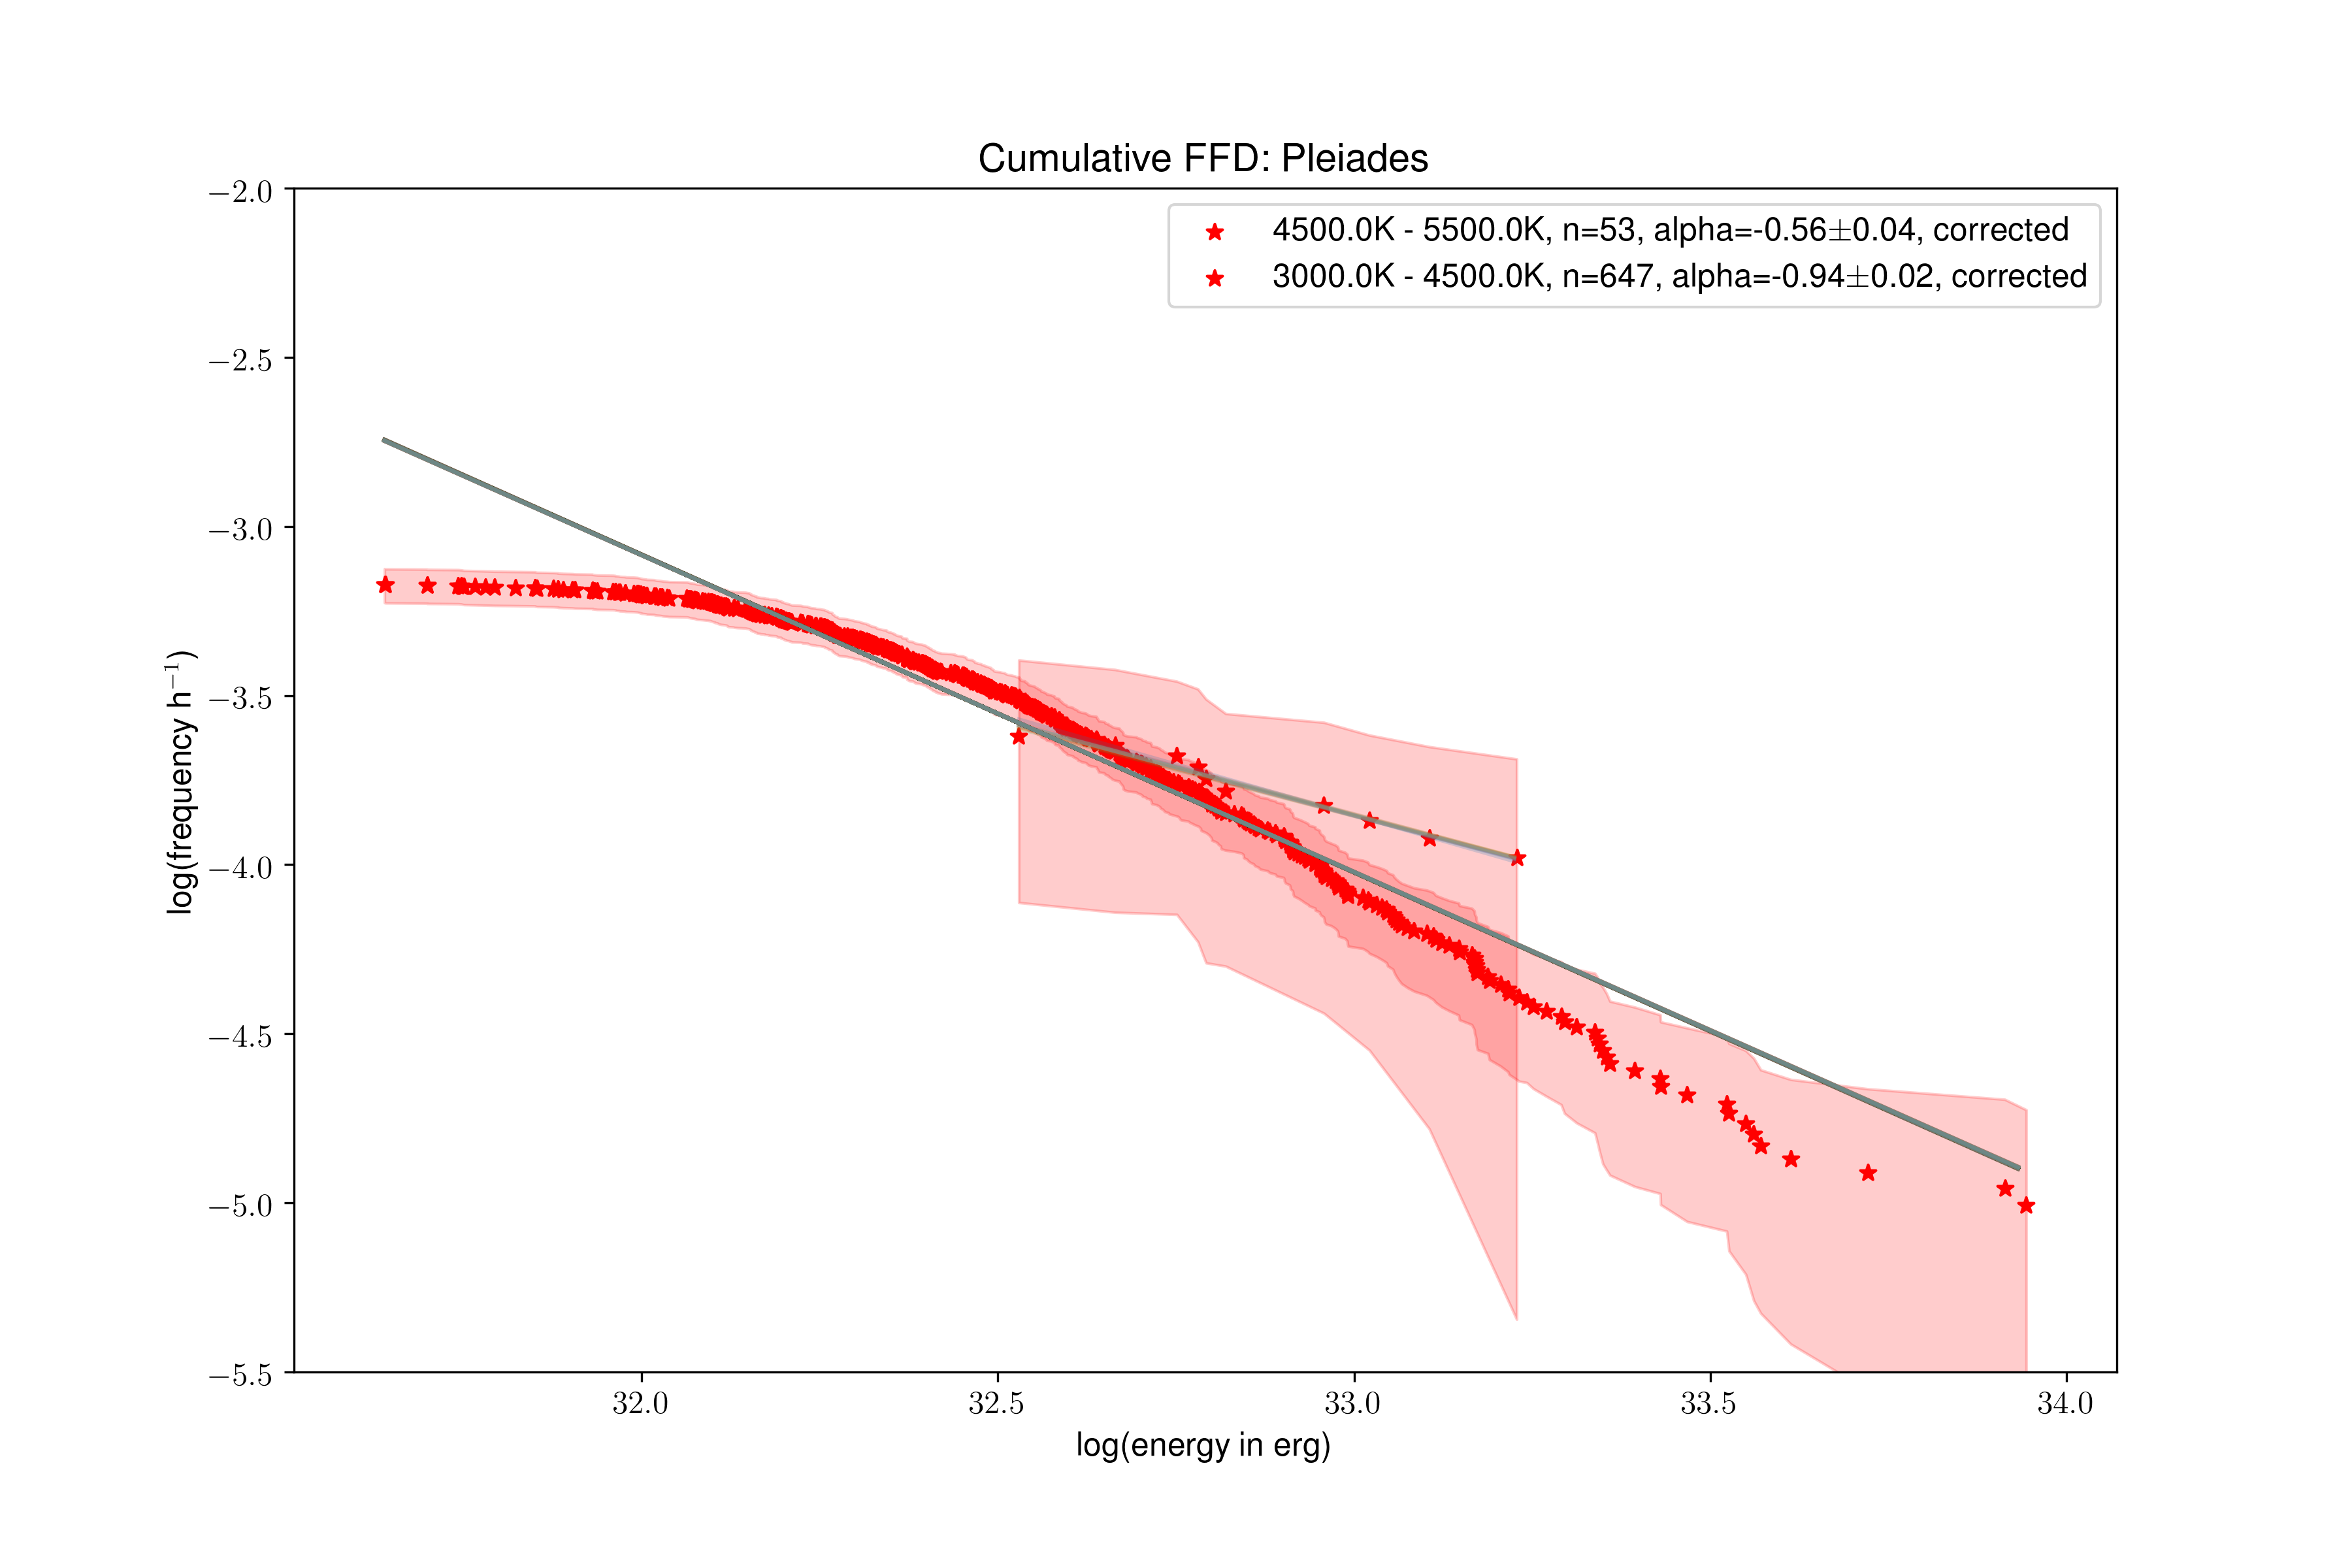 Cumulative FFD: Pleiades
4500.0K - 5500.0K, n=53, alpha=-0.56±0.04, corrected
3000.0K - 4500.0K, n=647, alpha=-0.94±0.02, corrected
−2.0
−2.5
−3.0
−3.5
−4.0
−4.5
−5.0
−5.5
log(frequency h⁻¹)
32.0 32.5 33.0 33.5 34.0
log(energy in erg)